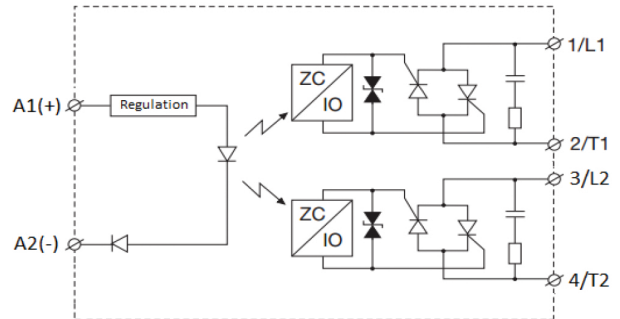 1/L1
ZC
IO
A1(+)
Regulation
2/T1
3/L2
ZC
IO
A2(-)
4/T2